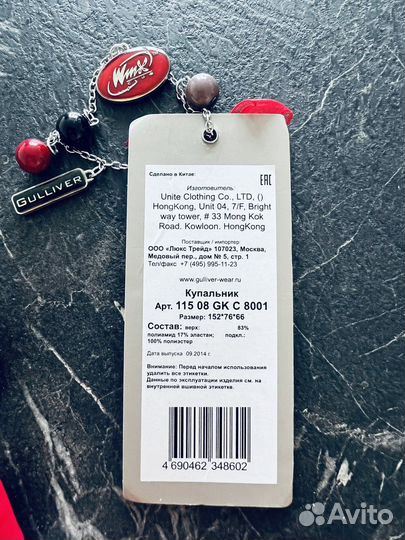 Winx
CLUB
GULLIVER
Сделано в Китае:
EAC
Изготовитель:
Unite Clothing Co., LTD, ()
HongKong, Unit 04, 7/F, Bright
way tower, # 33 Mong Kok
Road. Kowloon. HongKong
Поставщик / импортер:
ООО «Люкс Трейд» 107023, Москва,
Медовый пер., дом № 5, стр. 1
Тел/факс +7 (495) 995-11-23
www.gulliver-wear.ru
Купальник
Арт. 115 08 GK C 8001
Размер: 152*76*66
Состав: верх: 83%
полиамид 17% эластан; подкл.:
100% полиэстер
Дата выпуска 09.2014 г.
Внимание: Перед началом использования
удалить все этикетки.
Данные по эксплуатации изделия см. на
внутренней вшивной этикетке.
4 690462 348602
Avito